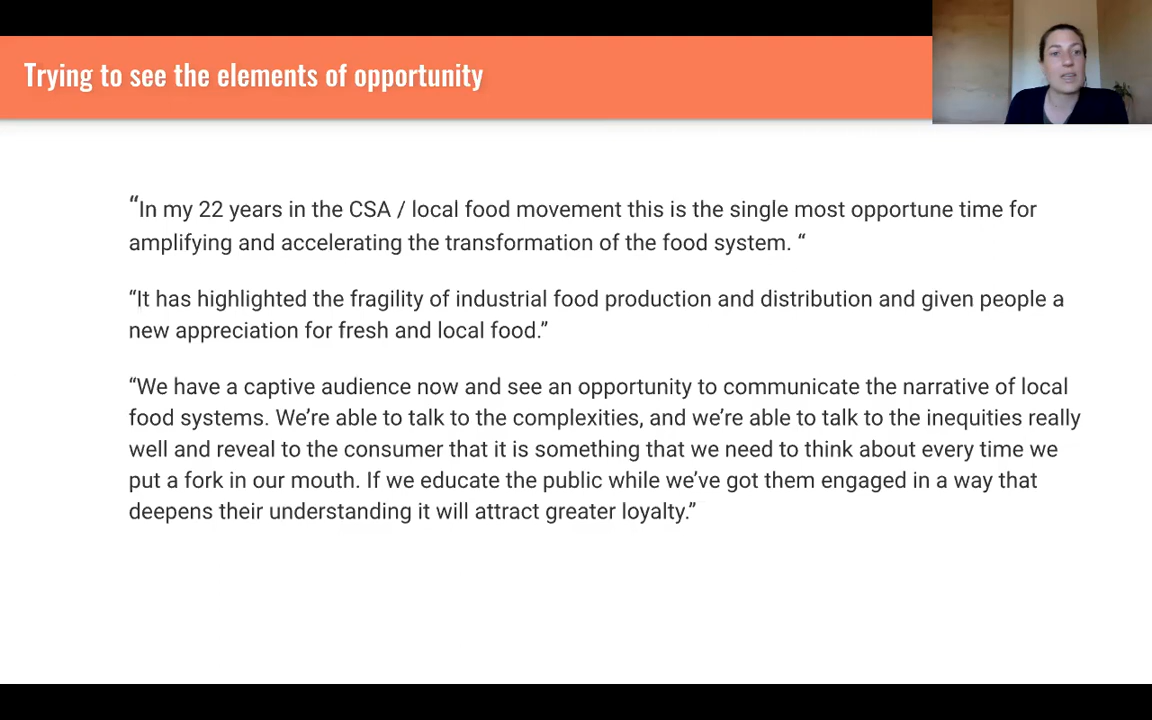 Trying to see the elements of opportunity
“In my 22 years in the CSA / local food movement this is the single most opportune time for
amplifying and accelerating the transformation of the food system. “
“It has highlighted the fragility of industrial food production and distribution and given people a
new appreciation for fresh and local food.”
“We have a captive audience now and see an opportunity to communicate the narrative of local
food systems. We’re able to talk to the complexities, and we’re able to talk to the inequities really
well and reveal to the consumer that it is something that we need to think about every time we
put a fork in our mouth. If we educate the public while we’ve got them engaged in a way that
deepens their understanding it will attract greater loyalty.”